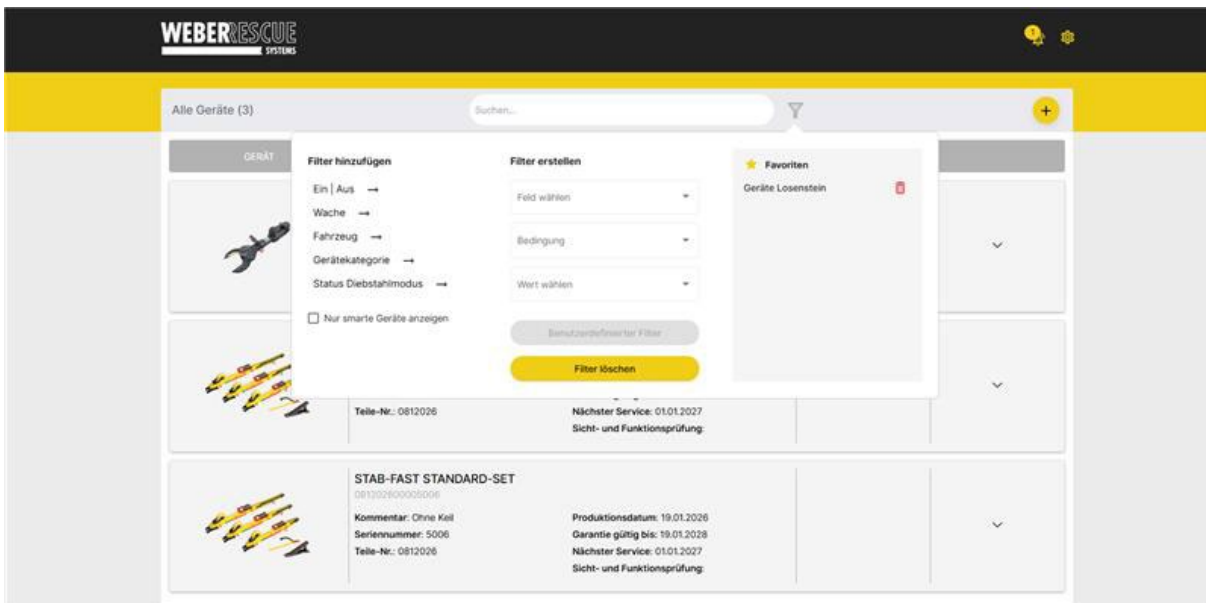 WEBERRESCUE
SYSTEMS
1
Alle Geräte (3)
Suchen...
+
GERÄT
Filter hinzufügen
Ein | Aus →
Wache →
Fahrzeug →
Gerätekategorie →
Status Diebstahlmodus →
Nur smarte Geräte anzeigen
Filter erstellen
Feld wählen
Bedingung
Wert wählen
Benutzerdefinierter Filter
Filter löschen
Favoriten
Geräte Losenstein
Teile-Nr.: 0812026
Nächster Service: 01.01.2027
Sicht- und Funktionsprüfung:
STAB-FAST STANDARD-SET
081202600005006
Kommentar: Ohne Keil
Seriennummer: 5006
Teile-Nr.: 0812026
Produktionsdatum: 19.01.2026
Garantie gültig bis: 19.01.2028
Nächster Service: 01.01.2027
Sicht- und Funktionsprüfung: